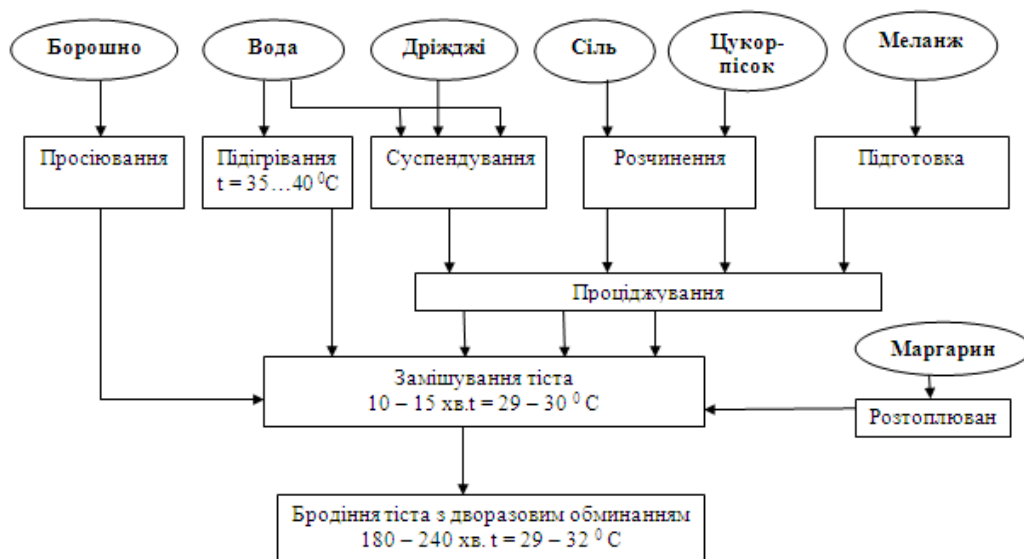 Борошно
Вода
Дріжджі
Сіль
Цукор-
пісок
Меланж
Просіювання
Підігрівання
t = 35…40 ⁰С
Суспендування
Розчинення
Підготовка
Проціджування
Маргарин
Розтоплюван
Замішування тіста
10 – 15 хв.t = 29 – 30 ⁰ С
Бродіння тіста з дворазовим обминанням
180 – 240 хв. t = 29 – 32 ⁰ С